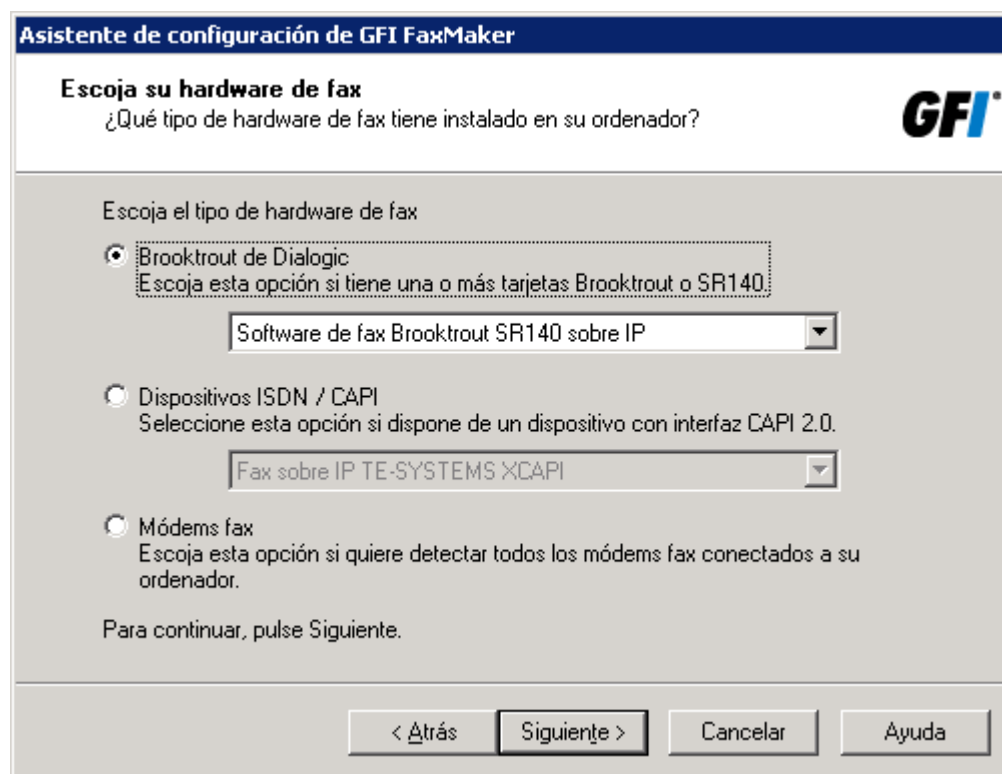 Asistente de configuración de GFI FaxMaker
Escoja su hardware de fax
¿Qué tipo de hardware de fax tiene instalado en su ordenador?
GFI
Escoja el tipo de hardware de fax
Brooktrout de Dialogic
Escoja esta opción si tiene una o más tarjetas Brooktrout o SR140.
Software de fax Brooktrout SR140 sobre IP
Dispositivos ISDN / CAPI
Seleccione esta opción si dispone de un dispositivo con interfaz CAPI 2.0.
Fax sobre IP TE-SYSTEMS XCAPI
Módems fax
Escoja esta opción si quiere detectar todos los módems fax conectados a su
ordenador.
Para continuar, pulse Siguiente.
< Atrás Siguiente > Cancelar Ayuda